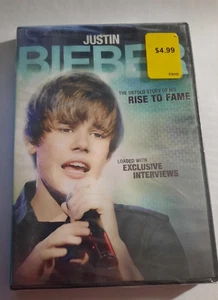 JUSTIN
BIEBER
$4.99
THE UNTOLD STORY OF HIS
RISE TO FAME
LOADED WITH
EXCLUSIVE
INTERVIEWS